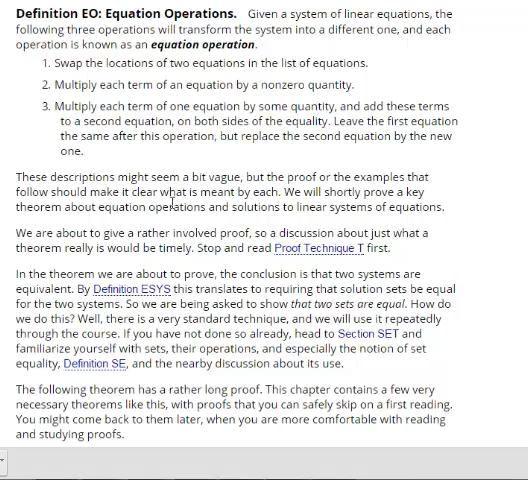 Definition EO: Equation Operations. Given a system of linear equations, the
following three operations will transform the system into a different one, and each
operation is known as an equation operation.
1. Swap the locations of two equations in the list of equations.
2. Multiply each term of an equation by a nonzero quantity.
3. Multiply each term of one equation by some quantity, and add these terms
to a second equation, on both sides of the equality. Leave the first equation
the same after this operation, but replace the second equation by the new
one.
These descriptions might seem a bit vague, but the proof or the examples that
follow should make it clear what is meant by each. We will shortly prove a key
theorem about equation operations and solutions to linear systems of equations.
We are about to give a rather involved proof, so a discussion about just what a
theorem really is would be timely. Stop and read Proof Technique T first.
In the theorem we are about to prove, the conclusion is that two systems are
equivalent. By Definition ESYS this translates to requiring that solution sets be equal
for the two systems. So we are being asked to show that two sets are equal. How do
we do this? Well, there is a very standard technique, and we will use it repeatedly
through the course. If you have not done so already, head to Section SET and
familiarize yourself with sets, their operations, and especially the notion of set
equality, Definition SE, and the nearby discussion about its use.
The following theorem has a rather long proof. This chapter contains a few very
necessary theorems like this, with proofs that you can safely skip on a first reading.
You might come back to them later, when you are more comfortable with reading
and studying proofs.